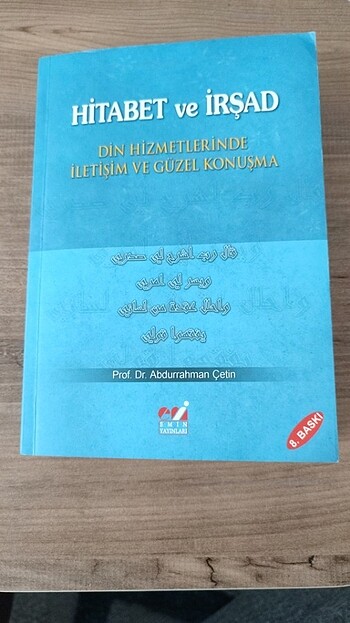 HİTABET ve İRŞAD
DİN HİZMETLERİNDE
İLETİŞİM VE GÜZEL KONUŞMA
قال رب اشرح لي صدري
ويسر لي أمري
واحلل عقدة من لساني
يفقهوا قولي
Prof. Dr. Abdurrahman Çetin
EMİN
YAYINLARI
8. BASKI